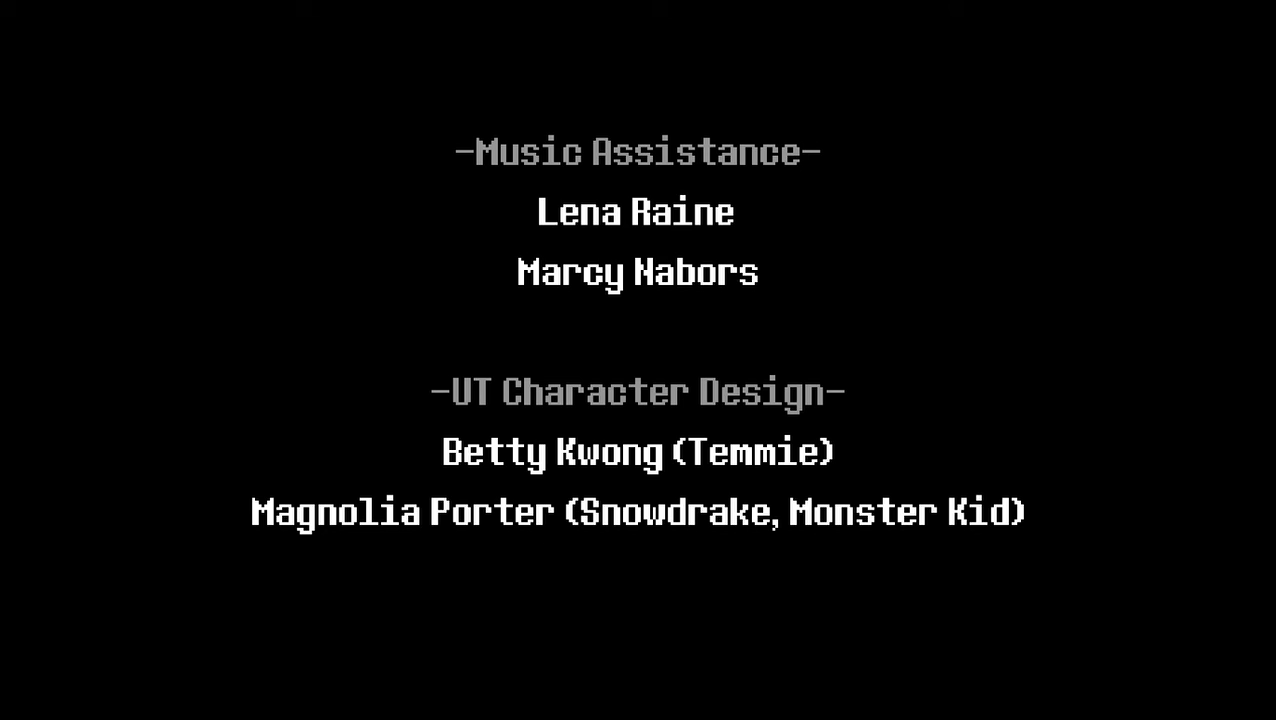 -Music Assistance-
Lena Raine
Marcy Nabors
-UT Character Design-
Betty Kwong (Temmie)
Magnolia Porter (Snowdrake, Monster Kid)